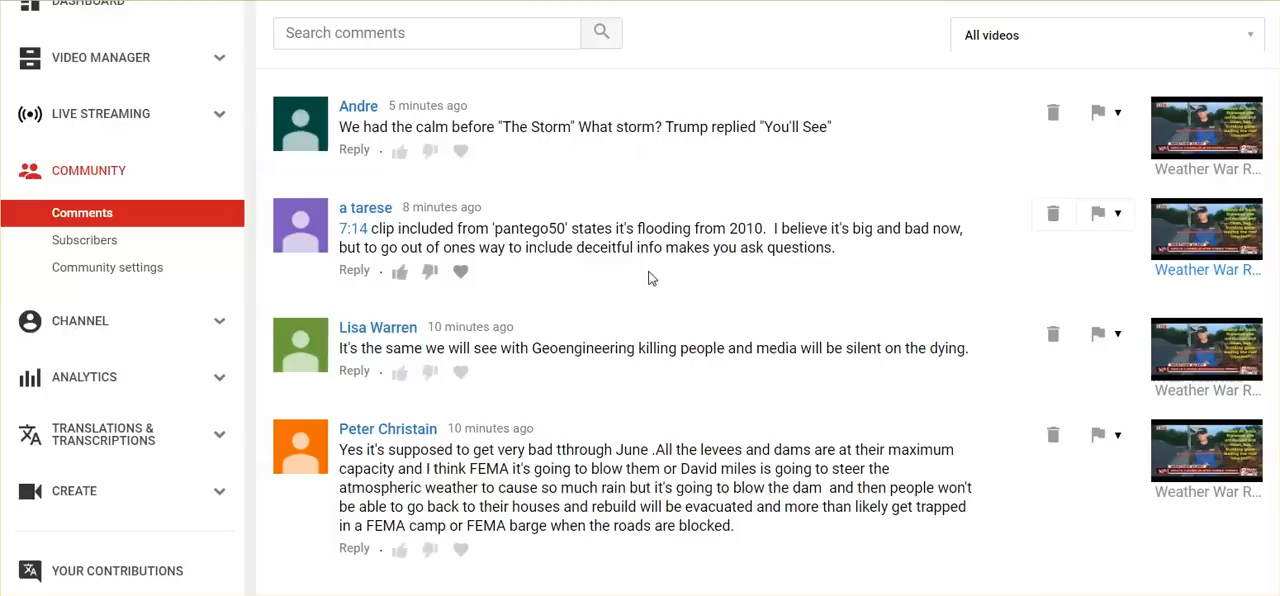 DASHBOARD
VIDEO MANAGER
LIVE STREAMING
COMMUNITY
Comments
Subscribers
Community settings
CHANNEL
ANALYTICS
TRANSLATIONS &
TRANSCRIPTIONS
CREATE
YOUR CONTRIBUTIONS
Search comments
All videos
Andre 5 minutes ago
We had the calm before "The Storm" What storm? Trump replied "You'll See"
Reply
Weather War R...
a tarese 8 minutes ago
7:14 clip included from 'pantego50' states it's flooding from 2010. I believe it's big and bad now,
but to go out of ones way to include deceitful info makes you ask questions.
Reply
Weather War R...
Lisa Warren 10 minutes ago
It's the same we will see with Geoengineering killing people and media will be silent on the dying.
Reply
Weather War R...
Peter Christain 10 minutes ago
Yes it's supposed to get very bad tthrough June .All the levees and dams are at their maximum
capacity and I think FEMA it's going to blow them or David miles is going to steer the
atmospheric weather to cause so much rain but it's going to blow the dam and then people won't
be able to go back to their houses and rebuild will be evacuated and more than likely get trapped
in a FEMA camp or FEMA barge when the roads are blocked.
Reply
Weather War R...